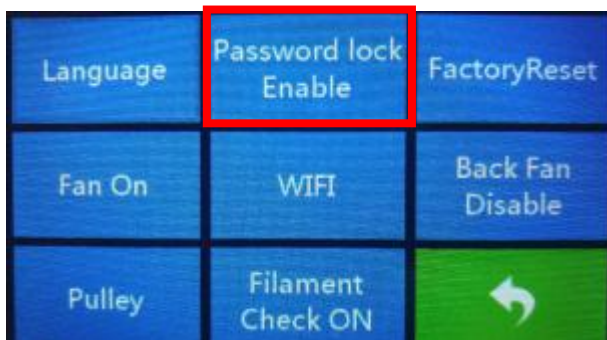 Language
Password lock
Enable
FactoryReset
Fan On
WIFI
Back Fan
Disable
Pulley
Filament
Check ON